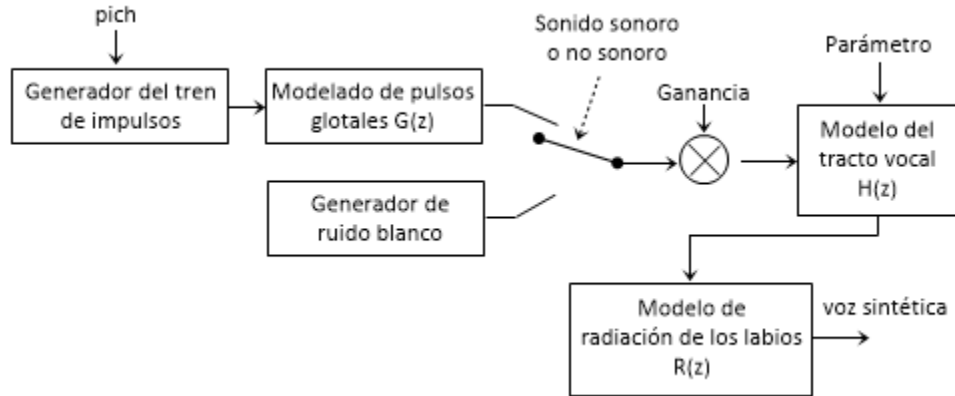 pich
Sonido sonoro
o no sonoro
Parámetro
Generador del tren
de impulsos
Modelado de pulsos
glotales G(z)
Ganancia
Modelo del
tracto vocal
H(z)
Generador de
ruido blanco
Modelo de
radiación de los labios
R(z)
voz sintética